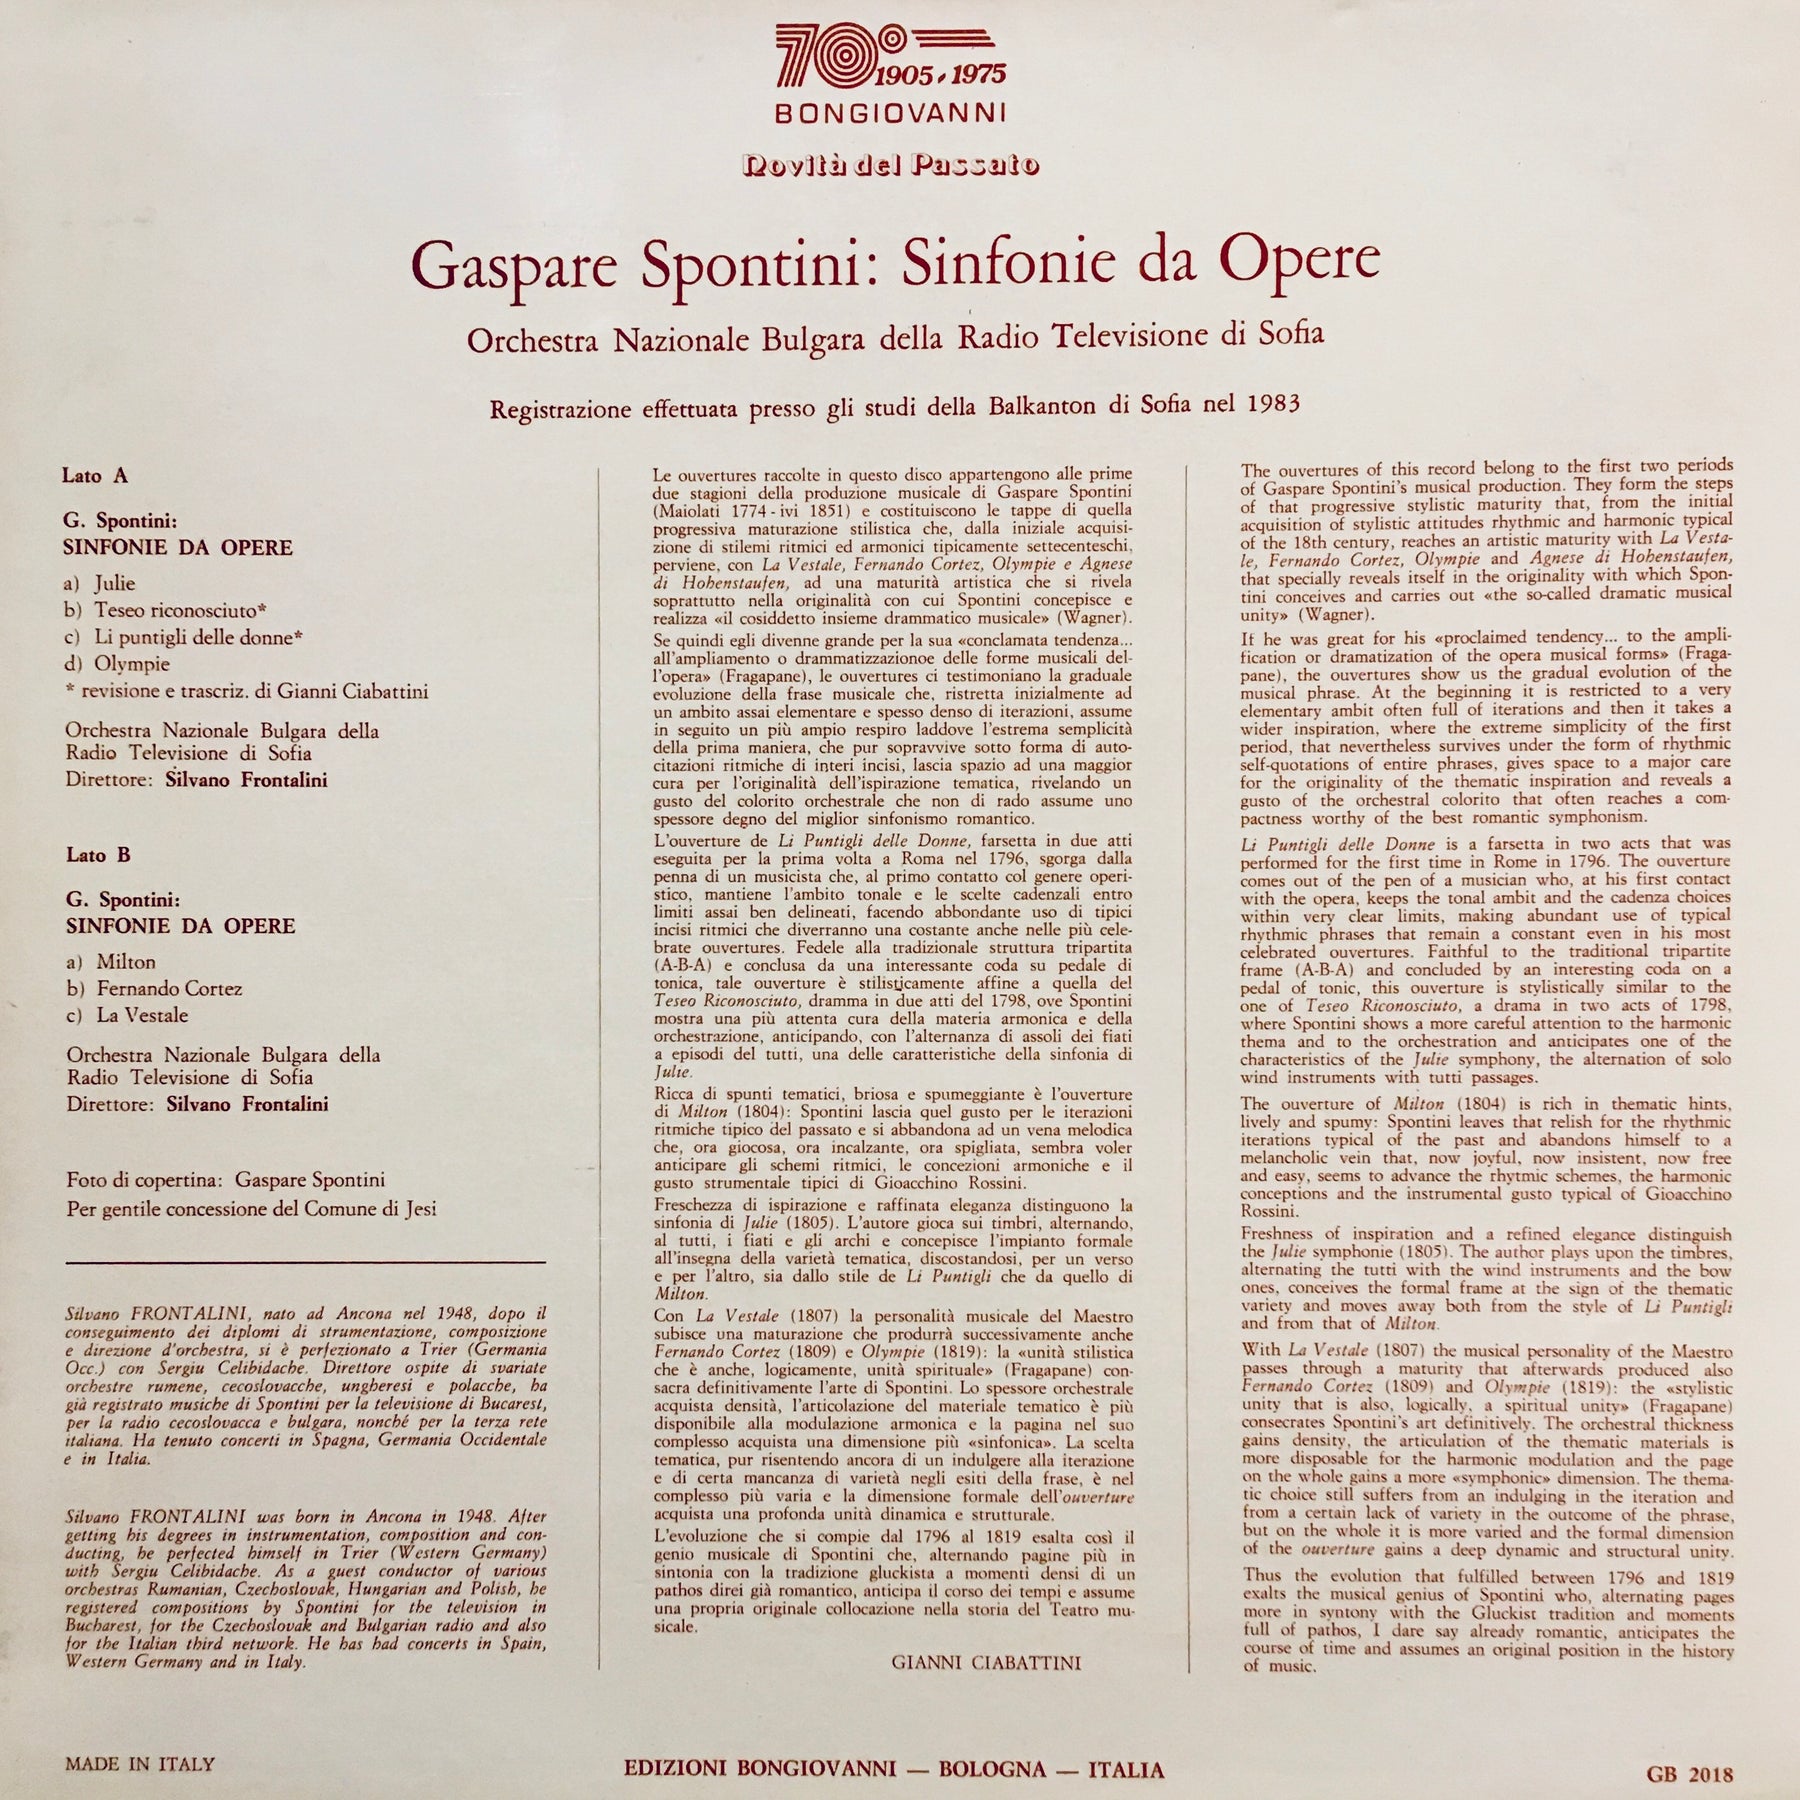 70°
1905 · 1975
BONGIOVANNI
Novità del Passato
Gaspare Spontini: Sinfonie da Opere
Orchestra Nazionale Bulgara della Radio Televisione di Sofia
Registrazione effettuata presso gli studi della Balkanton di Sofia nel 1983
Lato A
G. Spontini:
SINFONIE DA OPERE
a) Julie
b) Teseo riconosciuto*
c) Li puntigli delle donne*
d) Olympie
* revisione e trascriz. di Gianni Ciabattini
Orchestra Nazionale Bulgara della
Radio Televisione di Sofia
Direttore: Silvano Frontalini
Lato B
G. Spontini:
SINFONIE DA OPERE
a) Milton
b) Fernando Cortez
c) La Vestale
Orchestra Nazionale Bulgara della
Radio Televisione di Sofia
Direttore: Silvano Frontalini
Foto di copertina: Gaspare Spontini
Per gentile concessione del Comune di Jesi
Silvano FRONTALINI, nato ad Ancona nel 1948, dopo il
conseguimento dei diplomi di strumentazione, composizione
e direzione d'orchestra, si è perfezionato a Trier (Germania
Occ.) con Sergiu Celibidache. Direttore ospite di svariate
orchestre rumene, cecoslovacche, ungheresi e polacche, ha
già registrato musiche di Spontini per la televisione di Bucarest,
per la radio cecoslovacca e bulgara, nonché per la terza rete
italiana. Ha tenuto concerti in Spagna, Germania Occidentale
e in Italia.
Silvano FRONTALINI was born in Ancona in 1948. After
getting his degrees in instrumentation, composition and con-
ducting, he perfected himself in Trier (Western Germany)
with Sergiu Celibidache. As a guest conductor of various
orchestras Rumanian, Czechoslovak, Hungarian and Polish, he
registered compositions by Spontini for the television in
Bucharest, for the Czechoslovak and Bulgarian radio and also
for the Italian third network. He has had concerts in Spain,
Western Germany and in Italy.
Le ouvertures raccolte in questo disco appartengono alle prime
due stagioni della produzione musicale di Gaspare Spontini
(Maiolati 1774 - ivi 1851) e costituiscono le tappe di quella
progressiva maturazione stilistica che, dalla iniziale acquisi-
zione di stilemi ritmici ed armonici tipicamente settecenteschi,
perviene, con La Vestale, Fernando Cortez, Olympie e Agnese
di Hohenstaufen, ad una maturità artistica che si rivela
soprattutto nella originalità con cui Spontini concepisce e
realizza «il cosiddetto insieme drammatico musicale» (Wagner).
Se quindi egli divenne grande per la sua «conclamata tendenza...
all'ampliamento o drammatizzazionoe delle forme musicali del-
l'opera» (Fragapane), le ouvertures ci testimoniano la graduale
evoluzione della frase musicale che, ristretta inizialmente ad
un ambito assai elementare e spesso denso di iterazioni, assume
in seguito un più ampio respiro laddove l'estrema semplicità
della prima maniera, che pur sopravvive sotto forma di auto-
citazioni ritmiche di interi incisi, lascia spazio ad una maggior
cura per l'originalità dell'ispirazione tematica, rivelando un
gusto del colorito orchestrale che non di rado assume uno
spessore degno del miglior sinfonismo romantico.
L'ouverture de Li Puntigli delle Donne, farsetta in due atti
eseguita per la prima volta a Roma nel 1796, sgorga dalla
penna di un musicista che, al primo contatto col genere operi-
stico, mantiene l'ambito tonale e le scelte cadenzali entro
limiti assai ben delineati, facendo abbondante uso di tipici
incisi ritmici che diverranno una costante anche nelle più cele-
brate ouvertures. Fedele alla tradizionale struttura tripartita
(A-B-A) e conclusa da una interessante coda su pedale di
tonica, tale ouverture è stilisticamente affine a quella del
Teseo Riconosciuto, dramma in due atti del 1798, ove Spontini
mostra una più attenta cura della materia armonica e della
orchestrazione, anticipando, con l'alternanza di assoli dei fiati
a episodi del tutti, una delle caratteristiche della sinfonia di
Julie.
Ricca di spunti tematici, briosa e spumeggiante è l'ouverture
di Milton (1804): Spontini lascia quel gusto per le iterazioni
ritmiche tipico del passato e si abbandona ad un vena melodica
che, ora giocosa, ora incalzante, ora spigliata, sembra voler
anticipare gli schemi ritmici, le concezioni armoniche e il
gusto strumentale tipici di Gioacchino Rossini.
Freschezza di ispirazione e raffinata eleganza distinguono la
sinfonia di Julie (1805). L'autore gioca sui timbri, alternando,
al tutti, i fiati e gli archi e concepisce l'impianto formale
all'insegna della varietà tematica, discostandosi, per un verso
e per l'altro, sia dallo stile de Li Puntigli che da quello di
Milton.
Con La Vestale (1807) la personalità musicale del Maestro
subisce una maturazione che produrrà successivamente anche
Fernando Cortez (1809) e Olympie (1819): la «unità stilistica
che è anche, logicamente, unità spirituale» (Fragapane) con-
sacra definitivamente l'arte di Spontini. Lo spessore orchestrale
acquista densità, l'articolazione del materiale tematico è più
disponibile alla modulazione armonica e la pagina nel suo
complesso acquista una dimensione più «sinfonica». La scelta
tematica, pur risentendo ancora di un indulgere alla iterazione
e di certa mancanza di varietà negli esiti della frase, è nel
complesso più varia e la dimensione formale dell'ouverture
acquista una profonda unità dinamica e strutturale.
L'evoluzione che si compie dal 1796 al 1819 esalta così il
genio musicale di Spontini che, alternando pagine più in
sintonia con la tradizione gluckista a momenti densi di un
pathos direi già romantico, anticipa il corso dei tempi e assume
una propria originale collocazione nella storia del Teatro mu-
sicale.
GIANNI CIABATTINI
The ouvertures of this record belong to the first two periods
of Gaspare Spontini's musical production. They form the steps
of that progressive stylistic maturity that, from the initial
acquisition of stylistic attitudes rhythmic and harmonic typical
of the 18th century, reaches an artistic maturity with La Vesta-
le, Fernando Cortez, Olympie and Agnese di Hohenstaufen,
that specially reveals itself in the originality with which Spon-
tini conceives and carries out «the so-called dramatic musical
unity» (Wagner).
If he was great for his «proclaimed tendency... to the ampli-
fication or dramatization of the opera musical forms» (Fraga-
pane), the ouvertures show us the gradual evolution of the
musical phrase. At the beginning it is restricted to a very
elementary ambit often full of iterations and then it takes a
wider inspiration, where the extreme simplicity of the first
period, that nevertheless survives under the form of rhythmic
self-quotations of entire phrases, gives space to a major care
for the originality of the thematic inspiration and reveals a
gusto of the orchestral colorito that often reaches a com-
pactness worthy of the best romantic symphonism.
Li Puntigli delle Donne is a farsetta in two acts that was
performed for the first time in Rome in 1796. The ouverture
comes out of the pen of a musician who, at his first contact
with the opera, keeps the tonal ambit and the cadenza choices
within very clear limits, making abundant use of typical
rhythmic phrases that remain a constant even in his most
celebrated ouvertures. Faithful to the traditional tripartite
frame (A-B-A) and concluded by an interesting coda on a
pedal of tonic, this ouverture is stylistically similar to the
one of Teseo Riconosciuto, a drama in two acts of 1798,
where Spontini shows a more careful attention to the harmonic
thema and to the orchestration and anticipates one of the
characteristics of the Julie symphony, the alternation of solo
wind instruments with tutti passages.
The ouverture of Milton (1804) is rich in thematic hints,
lively and spumy: Spontini leaves that relish for the rhythmic
iterations typical of the past and abandons himself to a
melancholic vein that, now joyful, now insistent, now free
and easy, seems to advance the rhytmic schemes, the harmonic
conceptions and the instrumental gusto typical of Gioacchino
Rossini.
Freshness of inspiration and a refined elegance distinguish
the Julie symphonie (1805). The author plays upon the timbres,
alternating the tutti with the wind instruments and the bow
ones, conceives the formal frame at the sign of the thematic
variety and moves away both from the style of Li Puntigli
and from that of Milton.
With La Vestale (1807) the musical personality of the Maestro
passes through a maturity that afterwards produced also
Fernando Cortez (1809) and Olympie (1819): the «stylistic
unity that is also, logically, a spiritual unity» (Fragapane)
consecrates Spontini's art definitively. The orchestral thickness
gains density, the articulation of the thematic materials is
more disposable for the harmonic modulation and the page
on the whole gains a more «symphonic» dimension. The thema-
tic choice still suffers from an indulging in the iteration and
from a certain lack of variety in the outcome of the phrase,
but on the whole it is more varied and the formal dimension
of the ouverture gains a deep dynamic and structural unity.
Thus the evolution that fulfilled between 1796 and 1819
exalts the musical genius of Spontini who, alternating pages
more in syntony with the Gluckist tradition and moments
full of pathos, I dare say already romantic, anticipates the
course of time and assumes an original position in the history
of music.
MADE IN ITALY
EDIZIONI BONGIOVANNI — BOLOGNA — ITALIA
GB 2018